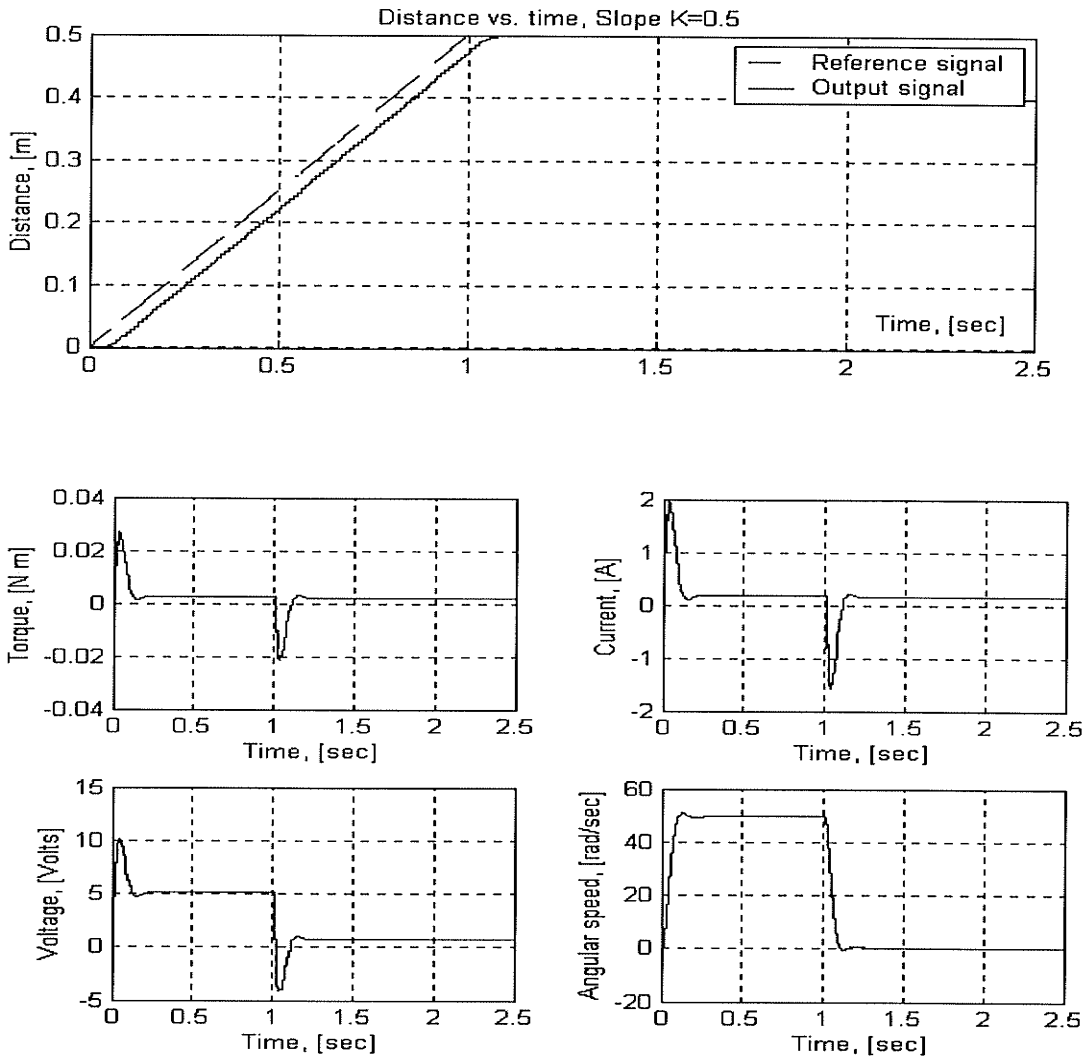 Distance vs. time, Slope K=0.5
0.5
0.4
0.3
0.2
0.1
0
Distance, [m]
Reference signal
Output signal
Time, [sec]
0 0.5 1 1.5 2 2.5
0.04
0.02
0
-0.02
-0.04
Torque, [N m]
0 0.5 1 1.5 2 2.5
Time, [sec]
2
1
0
-1
-2
Current, [A]
0 0.5 1 1.5 2 2.5
Time, [sec]
15
10
5
0
-5
Voltage, [Volts]
0 0.5 1 1.5 2 2.5
Time, [sec]
60
40
20
0
-20
Angular speed, [rad/sec]
0 0.5 1 1.5 2 2.5
Time, [sec]